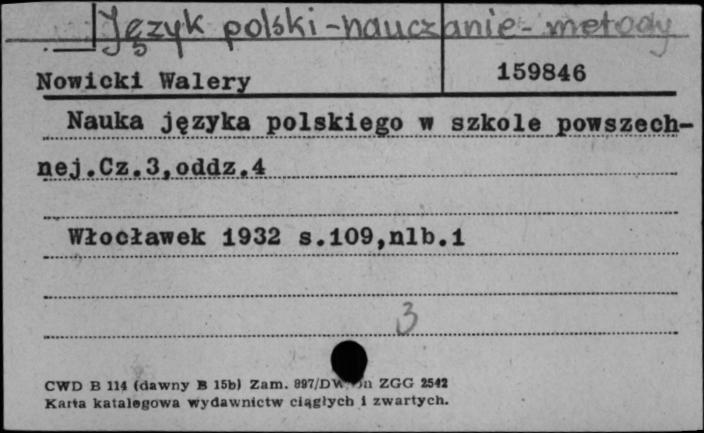 Język polski-nauczanie-metody
Nowicki Walery 159846
Nauka języka polskiego w szkole powszech-
nej.Cz.3,oddz.4
Włocławek 1932 s.109,nlb.1
3
CWD B 114 (dawny B 15b) Zam. 897/DW ZGG 2542
Karta katalogowa wydawnictw ciągłych i zwartych.